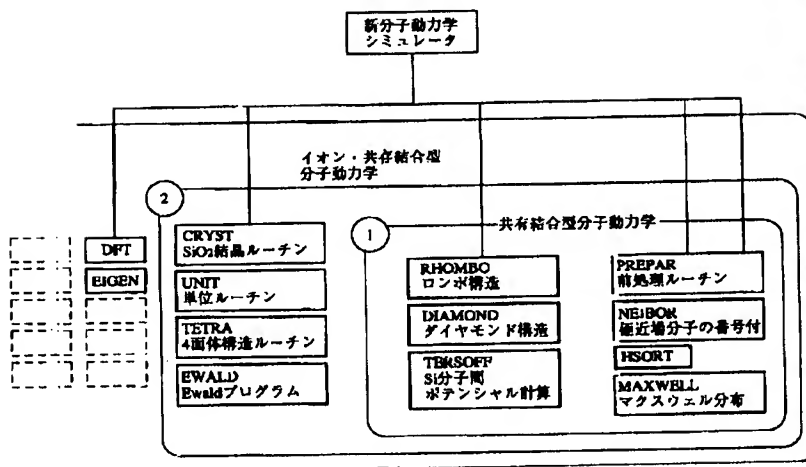 新分子動力学
シミュレータ
イオン・共存結合型
分子動力学
2
1
共有結合型分子動力学
DFT
EIGEN
CRYST
SiO₂結晶ルーチン
UNIT
単位ルーチン
TETRA
4面体構造ルーチン
EWALD
Ewaldプログラム
RHOMBO
ロンボ構造
DIAMOND
ダイヤモンド構造
TERSOFF
Si分子間
ポテンシャル計算
PREPAR
前処理ルーチン
NEIBOR
極近場分子の番号付
HSORT
MAXWELL
マクスウェル分布